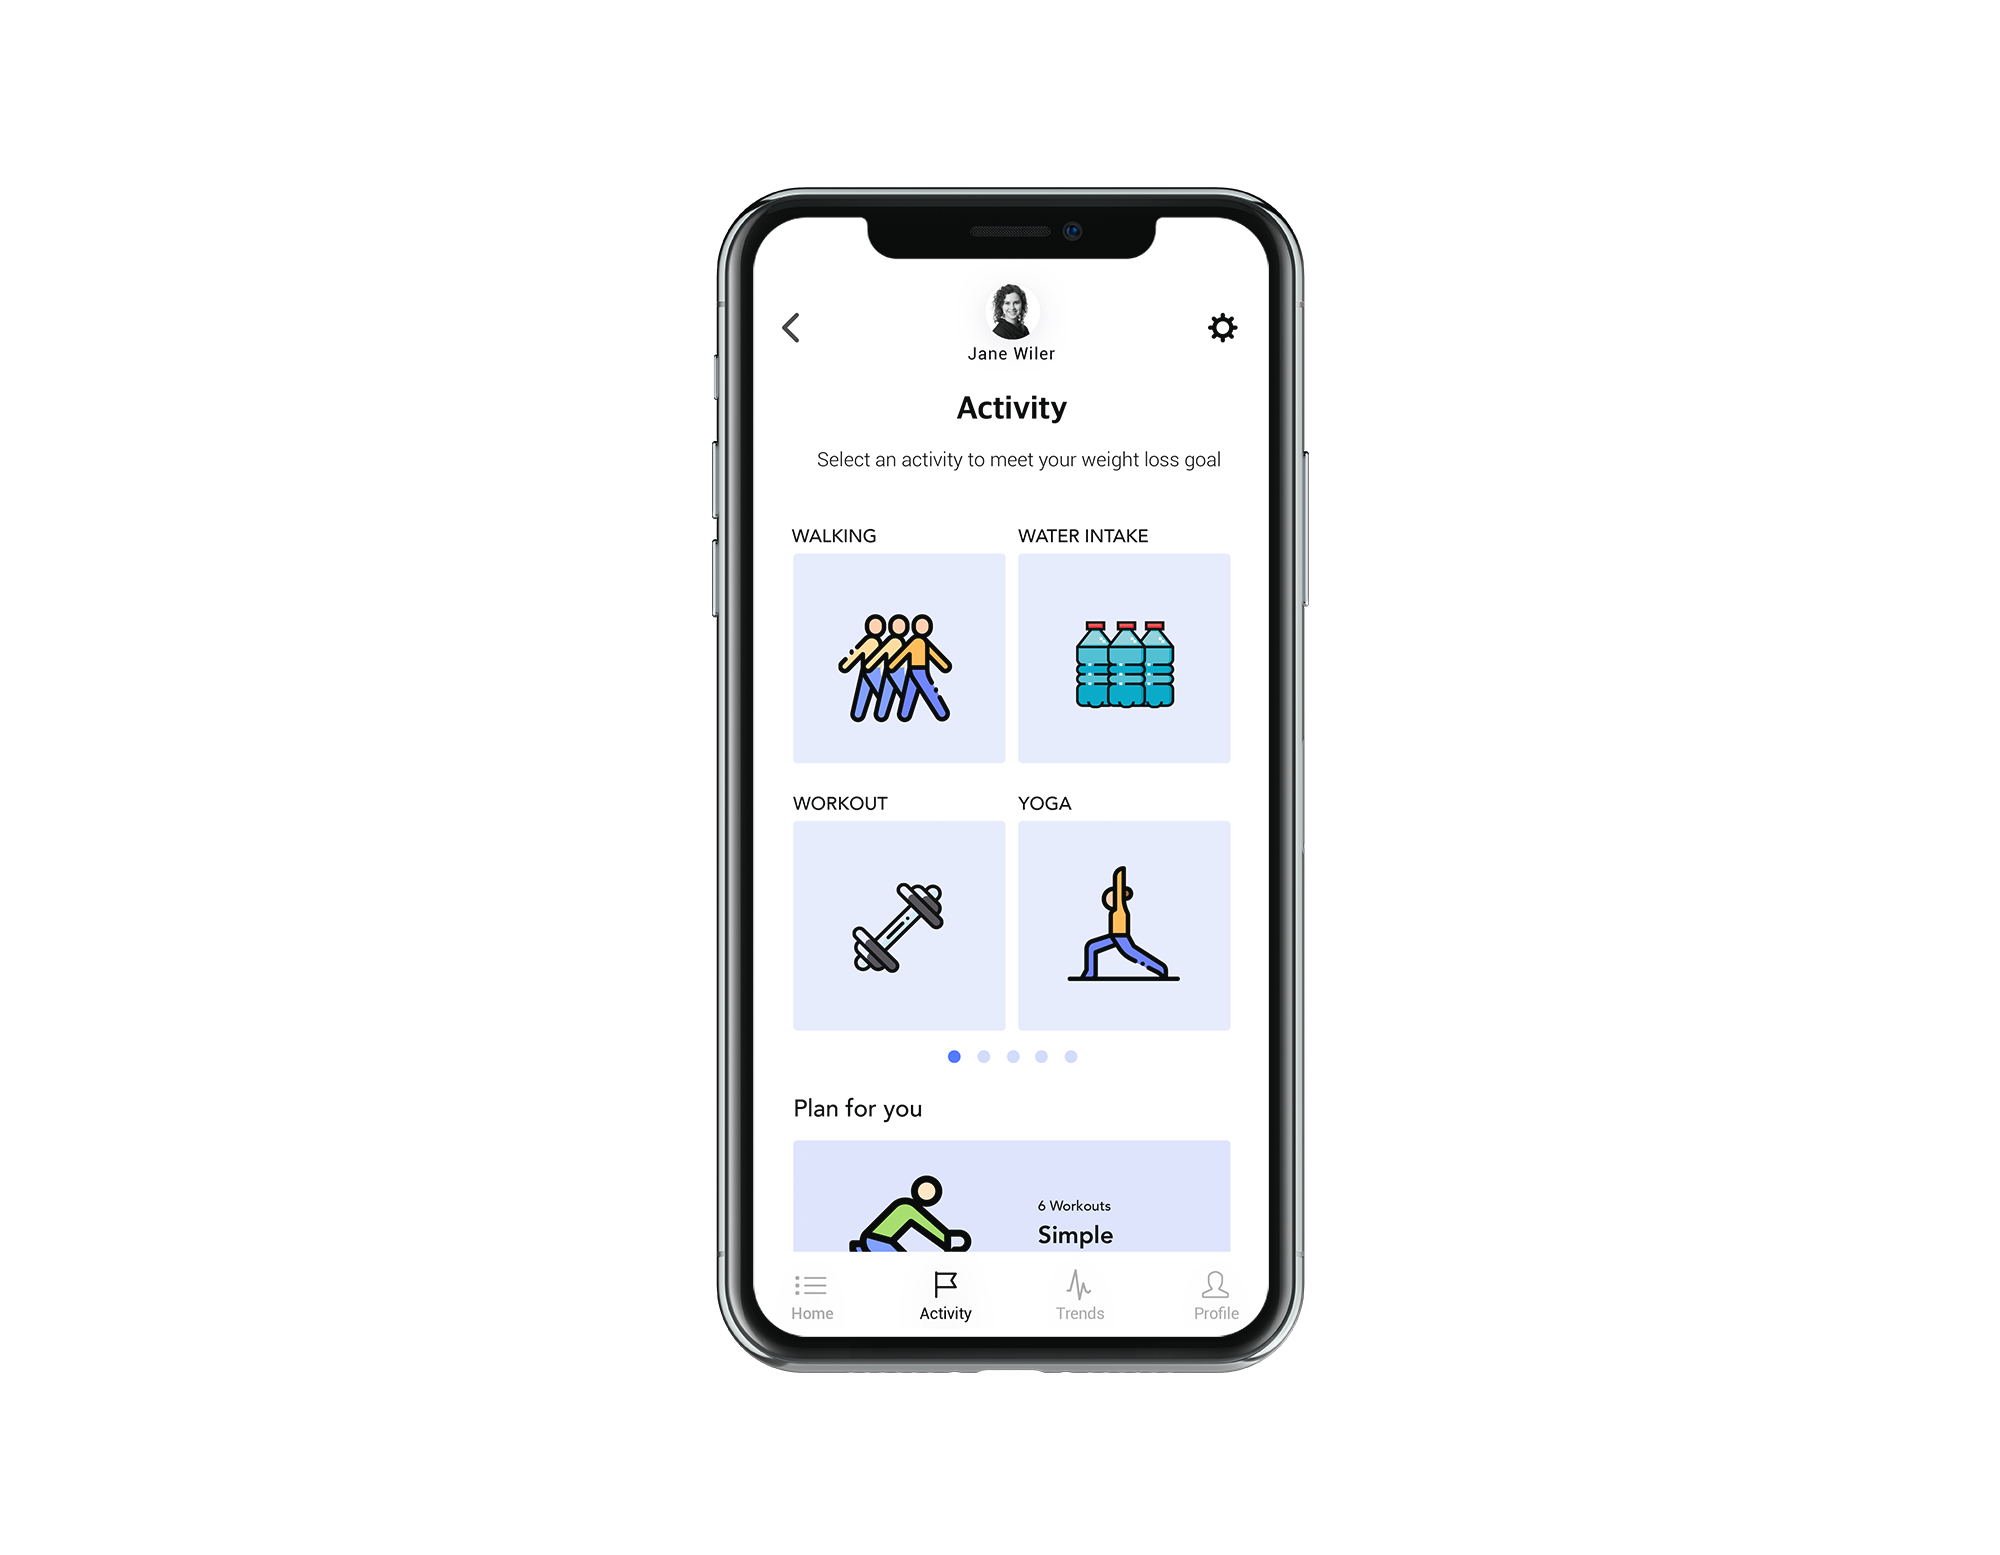 Jane Wiler
Activity
Select an activity to meet your weight loss goal
WALKING
WATER INTAKE
WORKOUT
YOGA
Plan for you
6 Workouts
Simple
Home
Activity
Trends
Profile